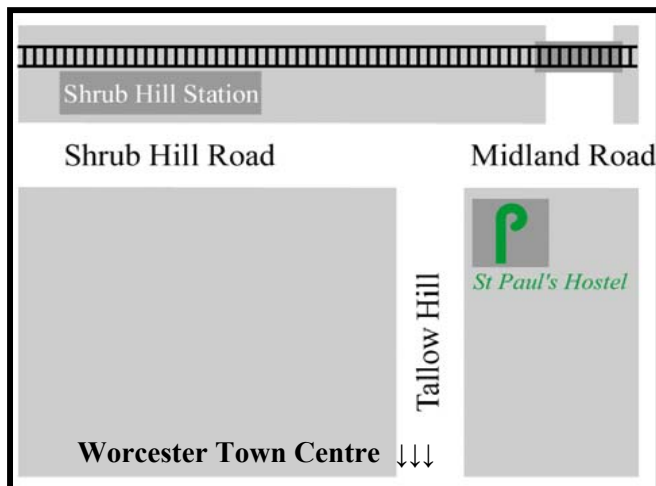 Shrub Hill Station
Shrub Hill Road
Midland Road
St Paul's Hostel
Tallow Hill
Worcester Town Centre ↓↓↓